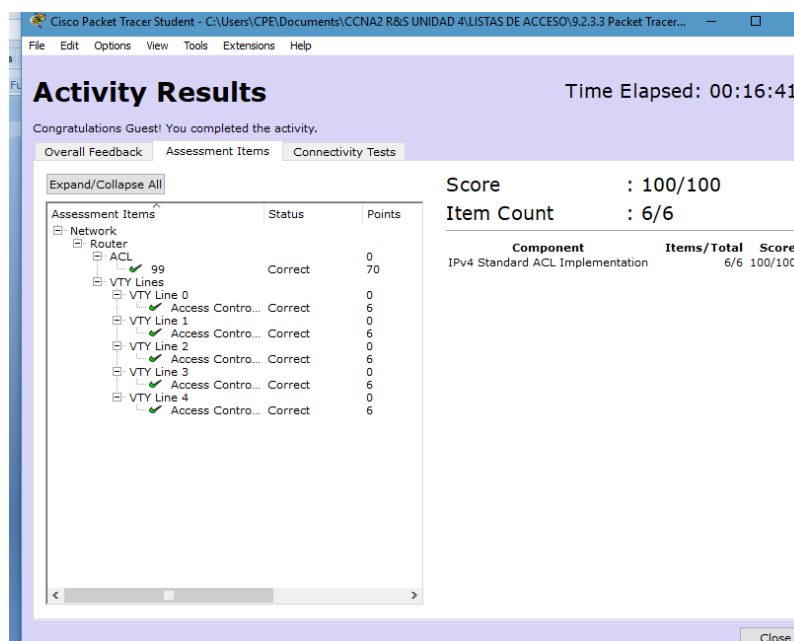 Cisco Packet Tracer Student - C:\Users\CPE\Documents\CCNA2 R&S UNIDAD 4\LISTAS DE ACCESO\9.2.3.3 Packet Tracer...
File Edit Options View Tools Extensions Help
Activity Results
Time Elapsed: 00:16:41
Congratulations Guest! You completed the activity.
Overall Feedback Assessment Items Connectivity Tests
Expand/Collapse All
Assessment Items Status Points
Network
Router
ACL 0
99 Correct 70
VTY Lines
VTY Line 0 0
Access Contro... Correct 6
VTY Line 1 0
Access Contro... Correct 6
VTY Line 2 0
Access Contro... Correct 6
VTY Line 3 0
Access Contro... Correct 6
VTY Line 4 0
Access Contro... Correct 6
Score : 100/100
Item Count : 6/6
Component Items/Total Score
IPv4 Standard ACL Implementation 6/6 100/100
Close